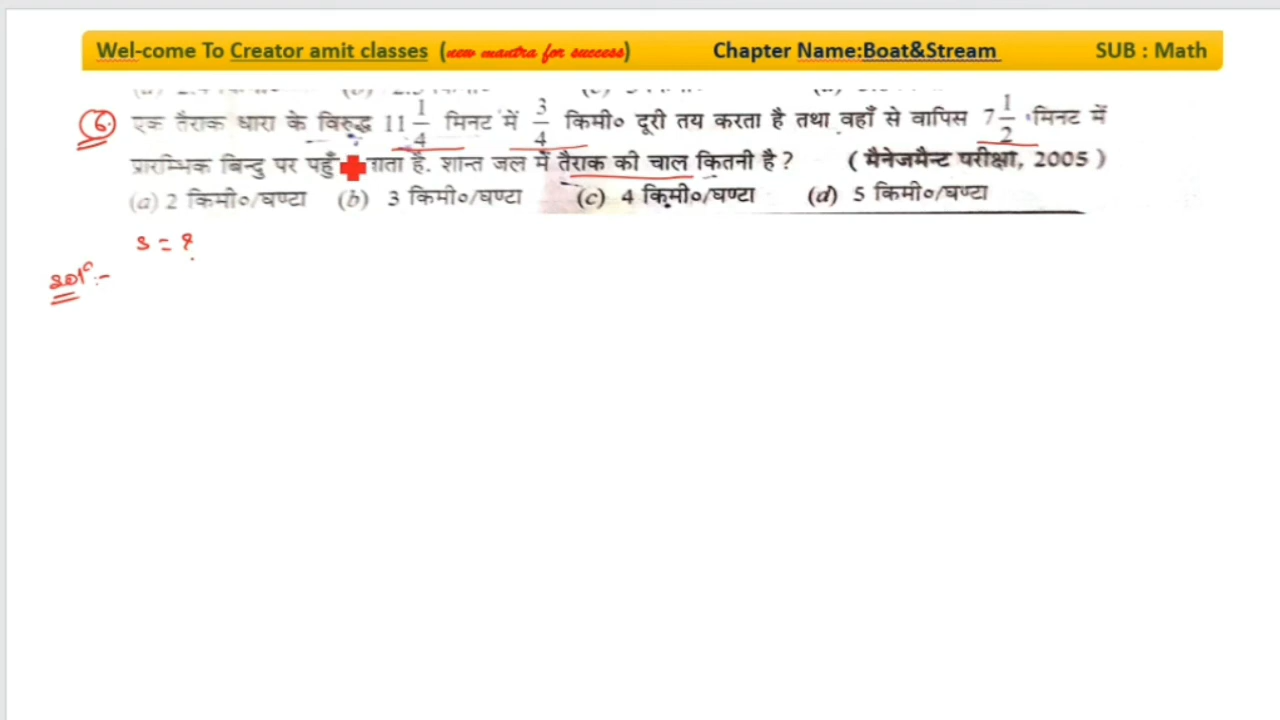 Wel-come To Creator amit classes (new mantra for success) Chapter Name:Boat&Stream SUB : Math
6. एक तैराक धारा के विरुद्ध 11 1/4 मिनट में 3/4 किमी० दूरी तय करता है तथा वहाँ से वापिस 7 1/2 मिनट में
प्रारम्भिक बिन्दु पर पहुँ जाता है. शान्त जल में तैराक की चाल कितनी है ? ( मैनेजमैन्ट परीक्षा, 2005 )
(a) 2 किमी०/घण्टा (b) 3 किमी०/घण्टा (c) 4 किमी०/घण्टा (d) 5 किमी०/घण्टा
s = ?
Solⁿ:-